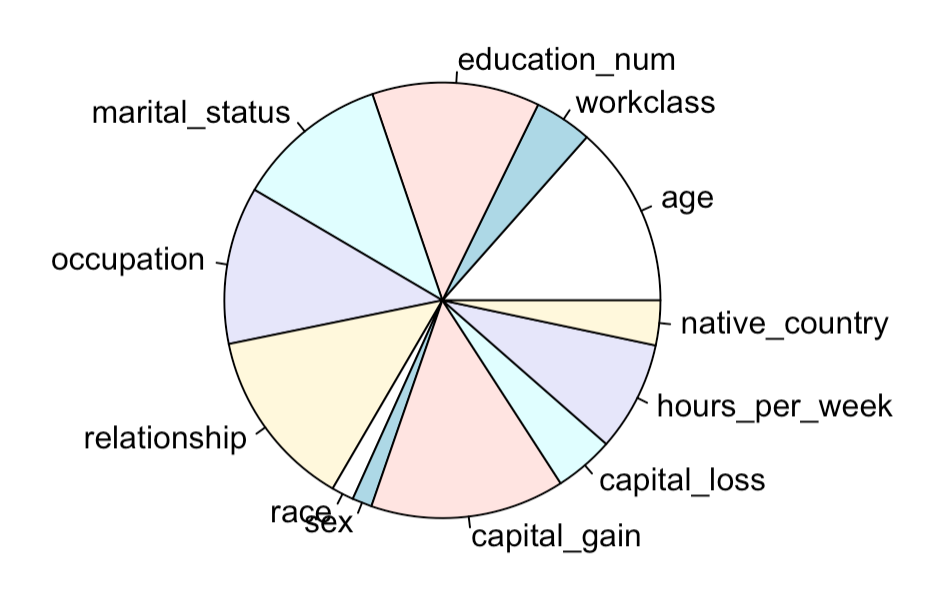 education_num
workclass
marital_status
age
occupation
native_country
hours_per_week
relationship
capital_loss
race
sex
capital_gain